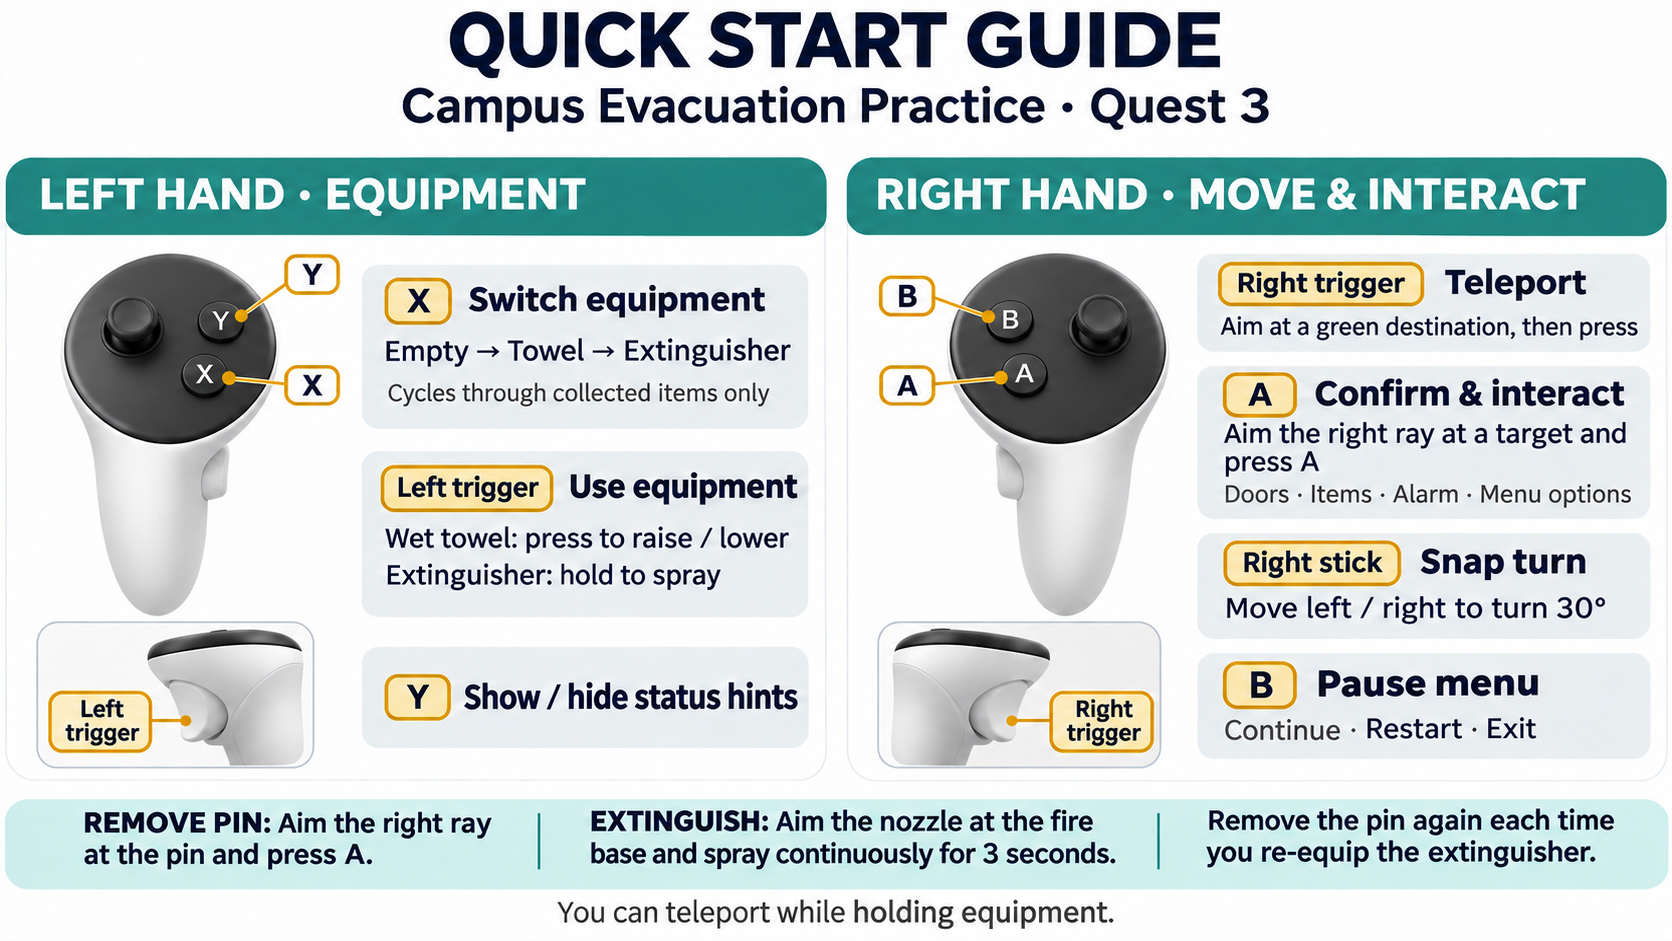 QUICK START GUIDE
Campus Evacuation Practice · Quest 3
LEFT HAND · EQUIPMENT
Y
X
Y
X
Left
trigger
X Switch equipment
Empty → Towel → Extinguisher
Cycles through collected items only
Left trigger Use equipment
Wet towel: press to raise / lower
Extinguisher: hold to spray
Y Show / hide status hints
RIGHT HAND · MOVE & INTERACT
B
A
B
A
Right
trigger
Right trigger Teleport
Aim at a green destination, then press
A Confirm & interact
Aim the right ray at a target and
press A
Doors · Items · Alarm · Menu options
Right stick Snap turn
Move left / right to turn 30°
B Pause menu
Continue · Restart · Exit
REMOVE PIN: Aim the right ray
at the pin and press A.
EXTINGUISH: Aim the nozzle at the fire
base and spray continuously for 3 seconds.
Remove the pin again each time
you re-equip the extinguisher.
You can teleport while holding equipment.